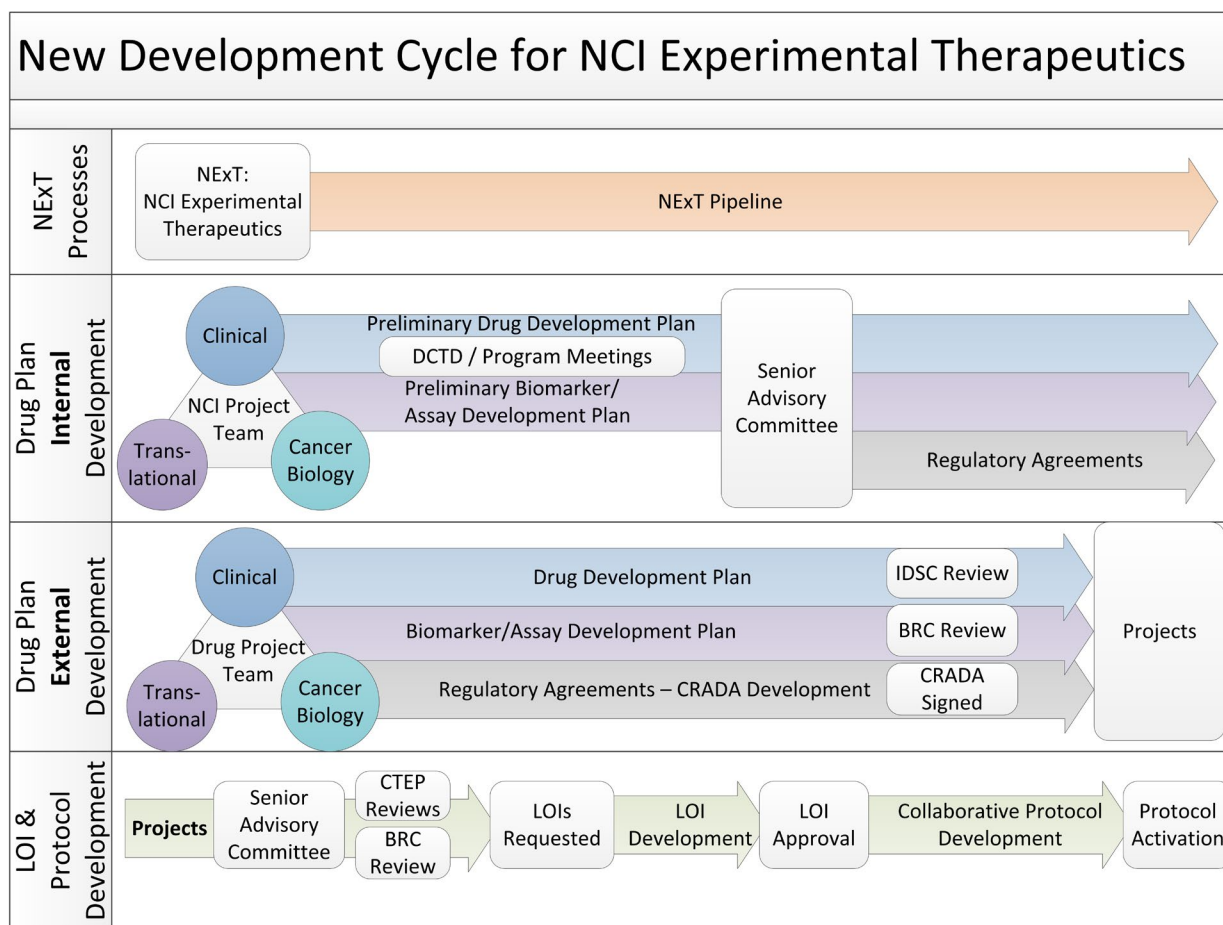 New Development Cycle for NCI Experimental Therapeutics
NExT
Processes
NExT:
NCI Experimental
Therapeutics
NExT Pipeline
Drug Plan
Internal
Development
Clinical
NCI Project
Team
Trans-
lational
Cancer
Biology
Preliminary Drug Development Plan
DCTD / Program Meetings
Preliminary Biomarker/
Assay Development Plan
Senior
Advisory
Committee
Regulatory Agreements
Drug Plan
External
Development
Clinical
Drug Project
Team
Trans-
lational
Cancer
Biology
Drug Development Plan
IDSC Review
Biomarker/Assay Development Plan
BRC Review
Regulatory Agreements – CRADA Development
CRADA
Signed
Projects
LOI &
Protocol
Development
Projects
Senior
Advisory
Committee
CTEP
Reviews
BRC
Review
LOIs
Requested
LOI
Development
LOI
Approval
Collaborative Protocol
Development
Protocol
Activation